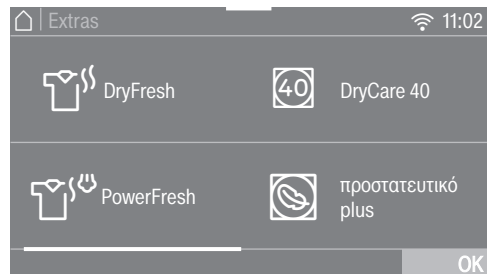 Extras 11:02
DryFresh
40 DryCare 40
PowerFresh
προστατευτικό
plus
OK